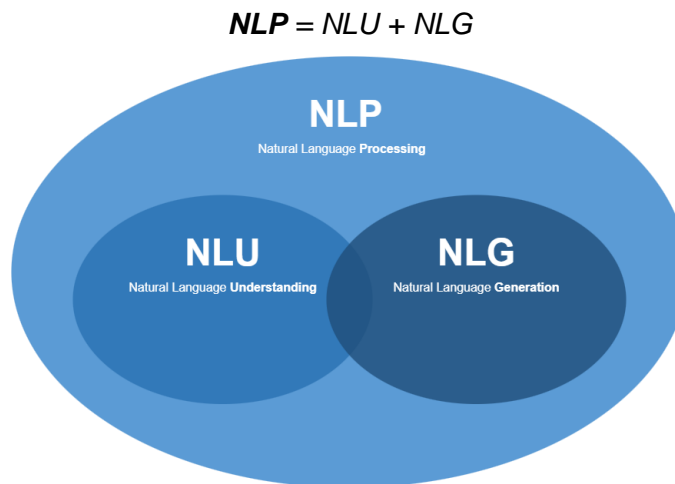 NLP = NLU + NLG
NLP
Natural Language Processing
NLU
Natural Language Understanding
NLG
Natural Language Generation